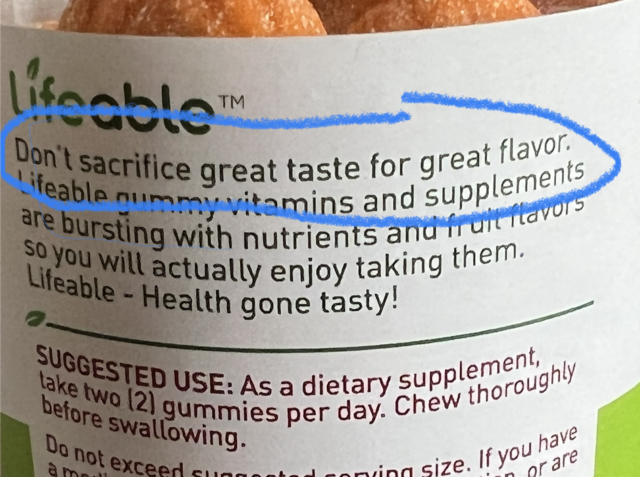 Lifeable™
Don't sacrifice great taste for great flavor.
Lifeable gummy vitamins and supplements
are bursting with nutrients and fruit flavors
so you will actually enjoy taking them.
Lifeable - Health gone tasty!
SUGGESTED USE: As a dietary supplement,
take two (2) gummies per day. Chew thoroughly
before swallowing.
Do not exceed suggested serving size. If you have
or are